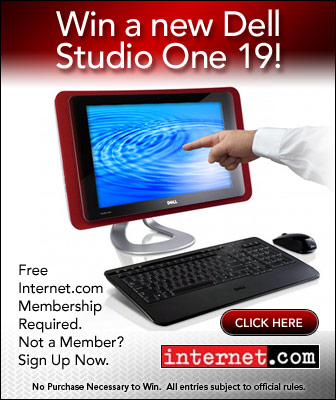 Win a new Dell
Studio One 19!
DELL
Free
Internet.com
Membership
Required.
Not a Member?
Sign Up Now.
CLICK HERE
internet.com
No Purchase Necessary to Win. All entries subject to official rules.